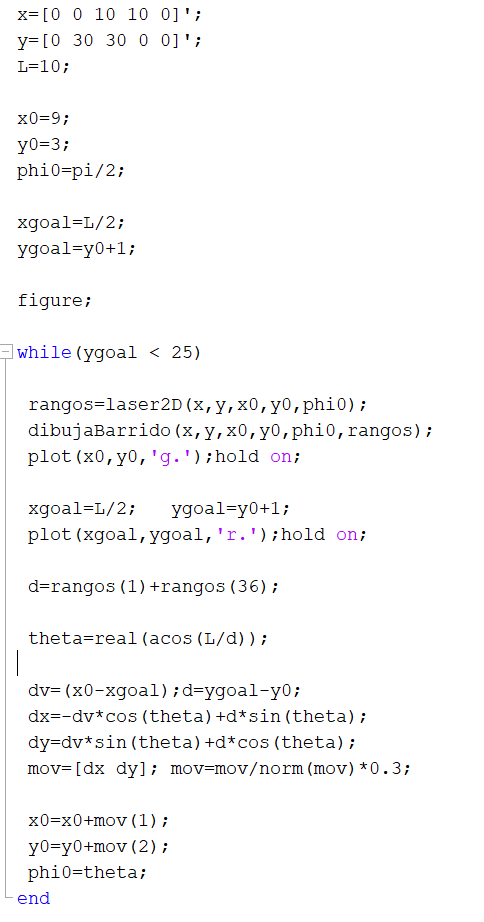 x=[0 0 10 10 0]';
y=[0 30 30 0 0]';
L=10;
x0=9;
y0=3;
phi0=pi/2;
xgoal=L/2;
ygoal=y0+1;
figure;
while(ygoal < 25)
rangos=laser2D(x,y,x0,y0,phi0);
dibujaBarrido(x,y,x0,y0,phi0,rangos);
plot(x0,y0,'g.');hold on;
xgoal=L/2;   ygoal=y0+1;
plot(xgoal,ygoal,'r.');hold on;
d=rangos(1)+rangos(36);
theta=real(acos(L/d));
dv=(x0-xgoal);d=ygoal-y0;
dx=-dv*cos(theta)+d*sin(theta);
dy=dv*sin(theta)+d*cos(theta);
mov=[dx dy]; mov=mov/norm(mov)*0.3;
x0=x0+mov(1);
y0=y0+mov(2);
phi0=theta;
end